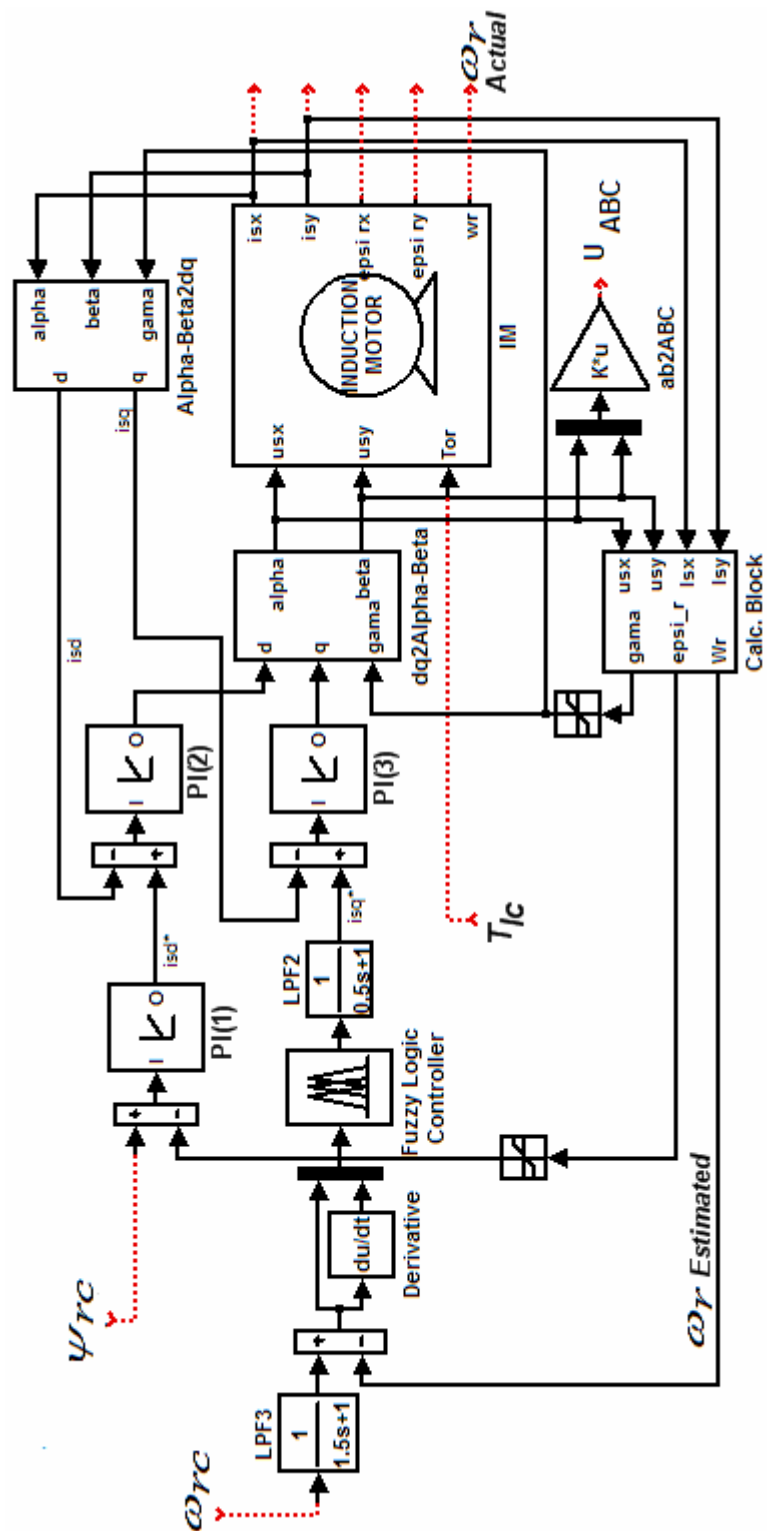 ωrc
LPF3
1
1.5s+1
+
-
du/dt
Derivative
Ψrc
+
-
I
O
PI(1)
isd*
Fuzzy Logic
Controller
LPF2
1
0.5s+1
isq*
isd
isq
-
+
I
O
PI(2)
-
+
I
O
PI(3)
d
q
gama
alpha
beta
dq2Alpha-Beta
Tlc
usx
usy
Tor
INDUCTION
MOTOR
isx
isy
epsi rx
epsi ry
wr
IM
alpha
beta
gama
d
q
Alpha-Beta2dq
ωr
Actual
K*u
ab2ABC
U ABC
usx
usy
Isx
Isy
gama
epsi_r
Wr
Calc. Block
ωr Estimated